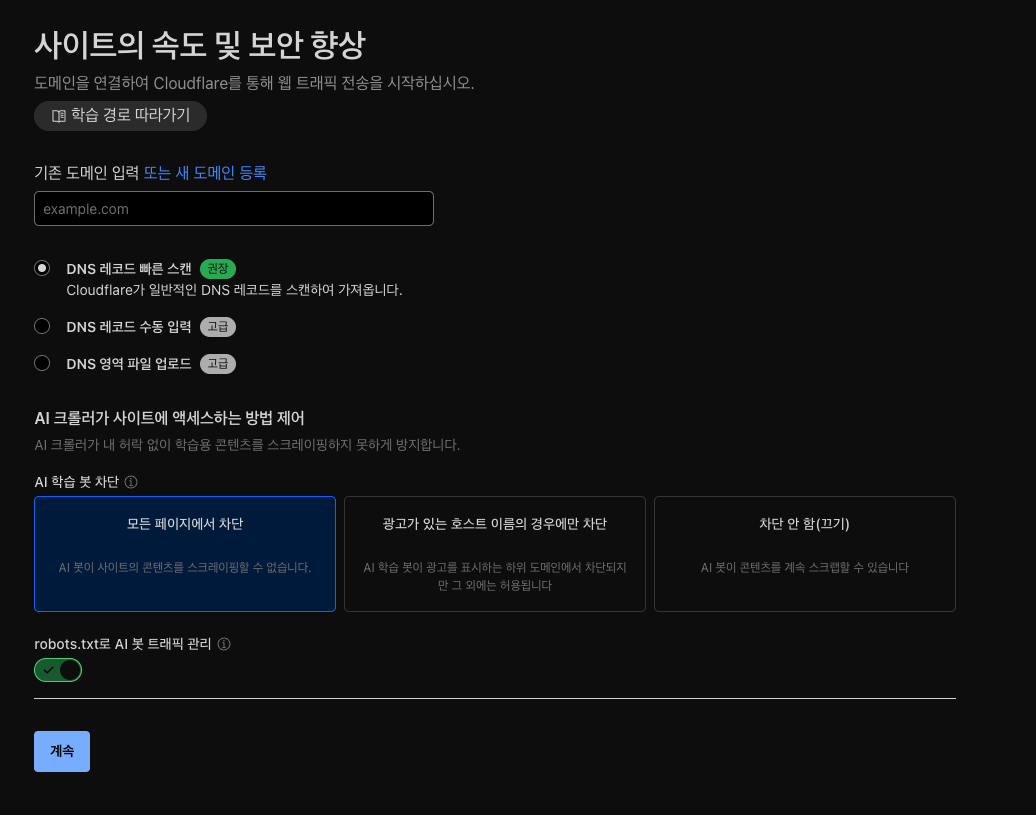 사이트의 속도 및 보안 향상
도메인을 연결하여 Cloudflare를 통해 웹 트래픽 전송을 시작하십시오.
학습 경로 따라가기
기존 도메인 입력 또는 새 도메인 등록
example.com
DNS 레코드 빠른 스캔 권장
Cloudflare가 일반적인 DNS 레코드를 스캔하여 가져옵니다.
DNS 레코드 수동 입력 고급
DNS 영역 파일 업로드 고급
AI 크롤러가 사이트에 액세스하는 방법 제어
AI 크롤러가 내 허락 없이 학습용 콘텐츠를 스크레이핑하지 못하게 방지합니다.
AI 학습 봇 차단
모든 페이지에서 차단
AI 봇이 사이트의 콘텐츠를 스크레이핑할 수 없습니다.
광고가 있는 호스트 이름의 경우에만 차단
AI 학습 봇이 광고를 표시하는 하위 도메인에서 차단되지
만 그 외에는 허용됩니다
차단 안 함(끄기)
AI 봇이 콘텐츠를 계속 스크랩할 수 있습니다
robots.txt로 AI 봇 트래픽 관리
계속